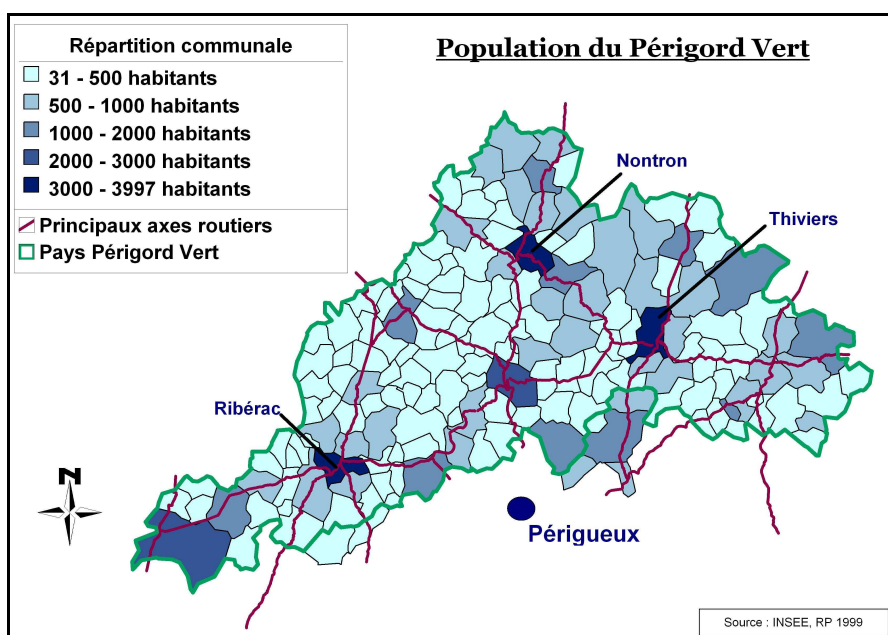 Répartition communale
31 - 500 habitants
500 - 1000 habitants
1000 - 2000 habitants
2000 - 3000 habitants
3000 - 3997 habitants
Principaux axes routiers
Pays Périgord Vert
Population du Périgord Vert
Nontron
Thiviers
Ribérac
N
Périgueux
Source : INSEE, RP 1999